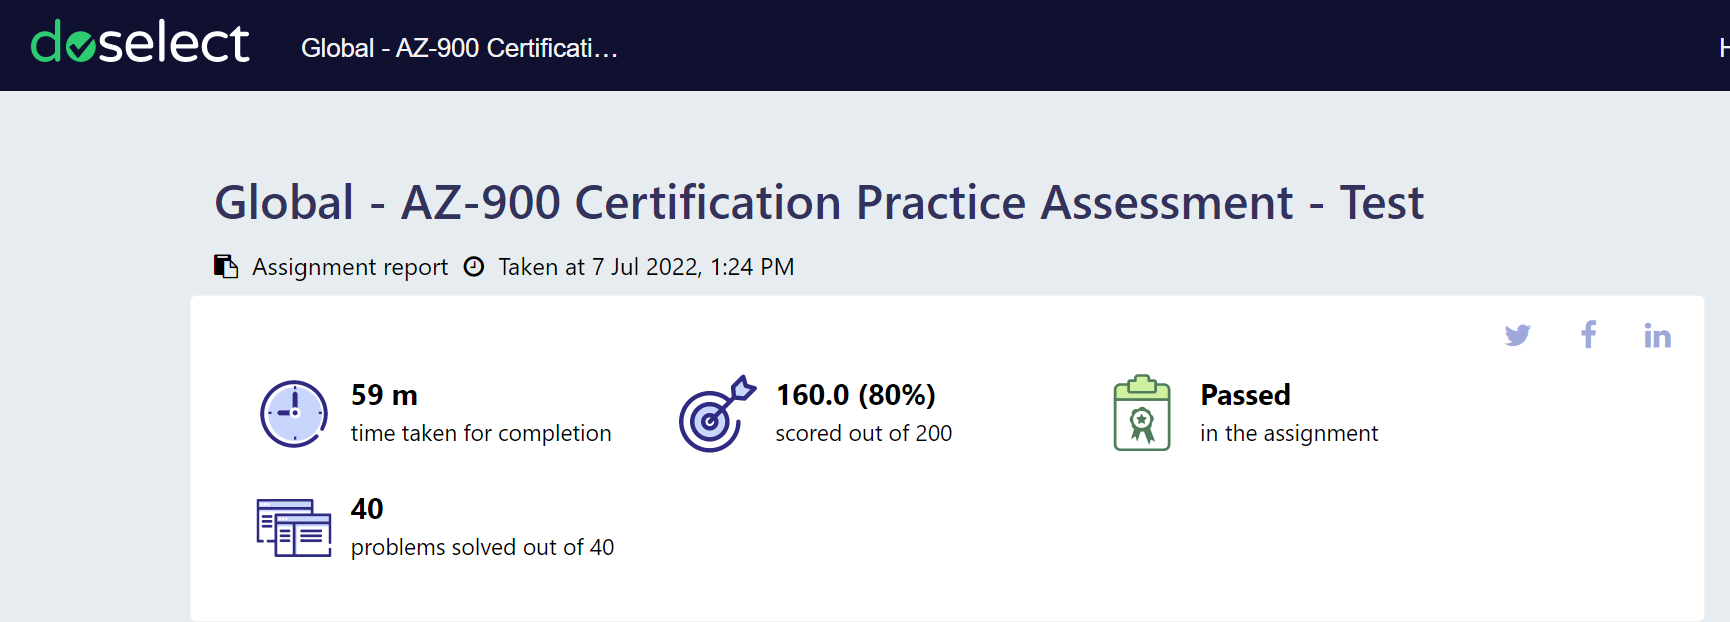 doselect
Global - AZ-900 Certificati...
H
Global - AZ-900 Certification Practice Assessment - Test
Assignment report Taken at 7 Jul 2022, 1:24 PM
59 m
time taken for completion
160.0 (80%)
scored out of 200
Passed
in the assignment
40
problems solved out of 40